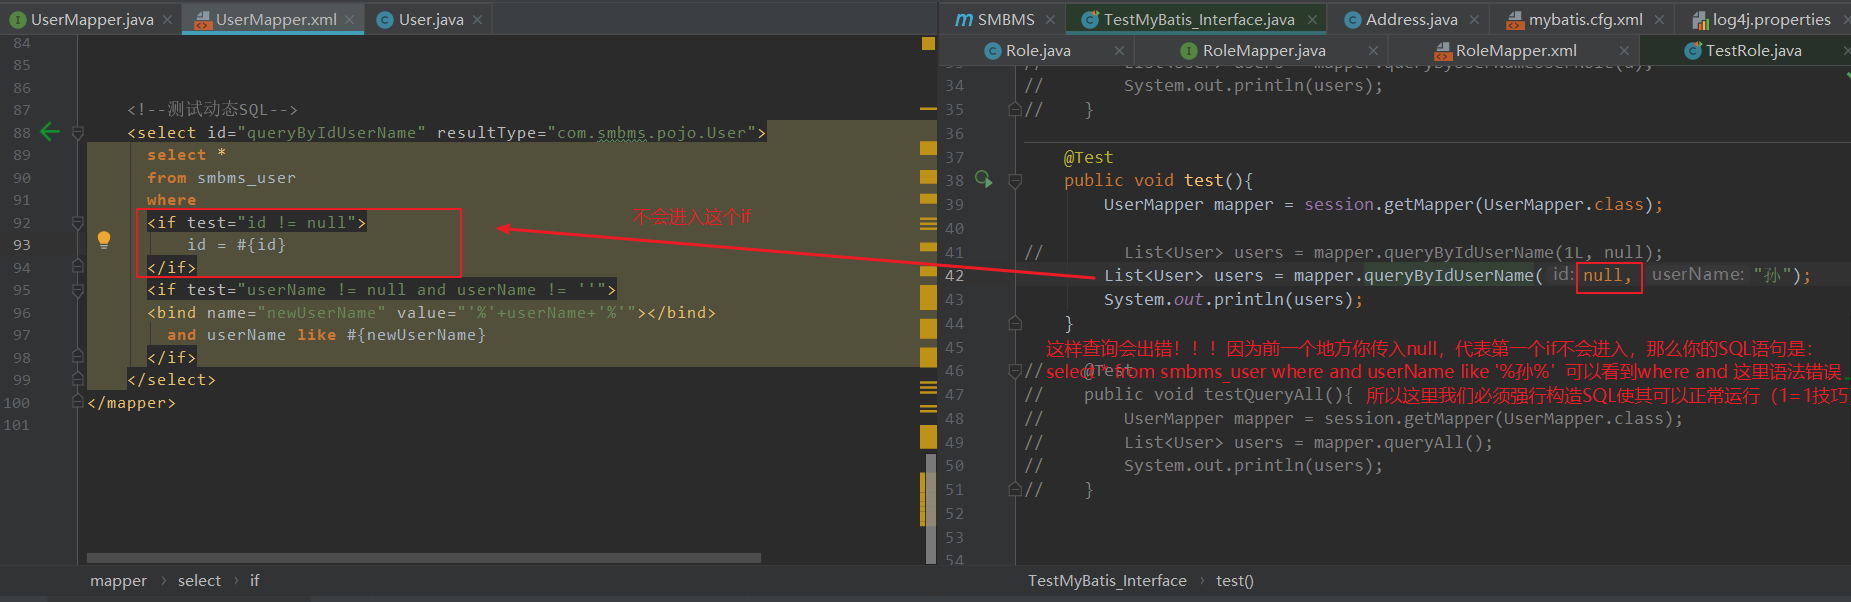 UserMapper.java
UserMapper.xml
User.java
84
85
86
87 <!--测试动态SQL-->
88 <select id="queryByIdUserName" resultType="com.smbms.pojo.User">
89 select *
90 from smbms_user
91 where
92 <if test="id != null">
93 id = #{id}
94 </if>
95 <if test="userName != null and userName != ''">
96 <bind name="newUserName" value="'%'+userName+'%'"></bind>
97 and userName like #{newUserName}
98 </if>
99 </select>
100 </mapper>
101
不会进入这个if
mapper > select > if
SMBMS
TestMyBatis_Interface.java
Address.java
mybatis.cfg.xml
log4j.properties
Role.java
RoleMapper.java
RoleMapper.xml
TestRole.java
34 // System.out.println(users);
35 // }
36
37 @Test
38 public void test(){
39 UserMapper mapper = session.getMapper(UserMapper.class);
40
41 // List<User> users = mapper.queryByIdUserName(1L, null);
42 List<User> users = mapper.queryByIdUserName( id: null, userName: "孙");
43 System.out.println(users);
44 }
45
这样查询会出错！！！因为前一个地方你传入null，代表第一个if不会进入，那么你的SQL语句是：
46 // @Test
select * from smbms_user where and userName like '%孙%' 可以看到where and 这里语法错误
47 // public void testQueryAll(){
所以这里我们必须强行构造SQL使其可以正常运行（1=1技巧
48 // UserMapper mapper = session.getMapper(UserMapper.class);
49 // List<User> users = mapper.queryAll();
50 // System.out.println(users);
51 // }
52
53
54
TestMyBatis_Interface > test()